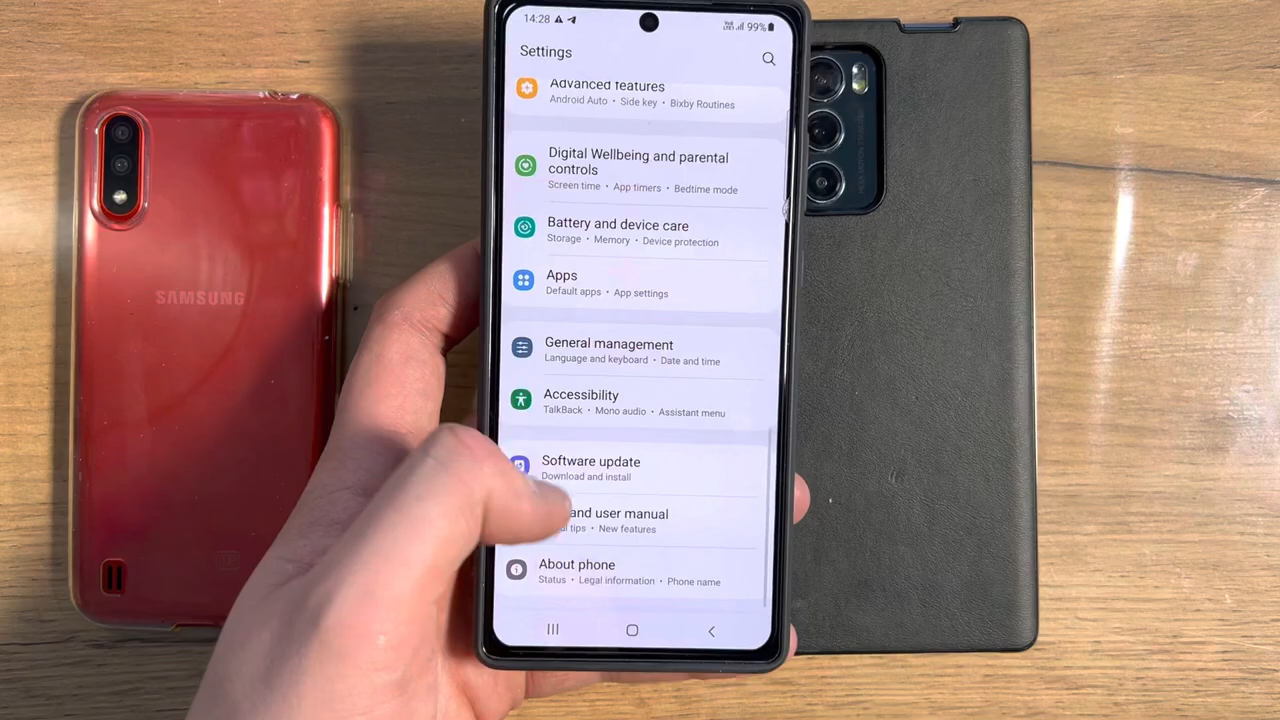 14:28
99%
Settings
Advanced features
Android Auto • Side key • Bixby Routines
Digital Wellbeing and parental
controls
Screen time • App timers • Bedtime mode
Battery and device care
Storage • Memory • Device protection
Apps
Default apps • App settings
General management
Language and keyboard • Date and time
Accessibility
TalkBack • Mono audio • Assistant menu
Software update
Download and install
and user manual
tips • New features
About phone
Status • Legal information • Phone name
SAMSUNG